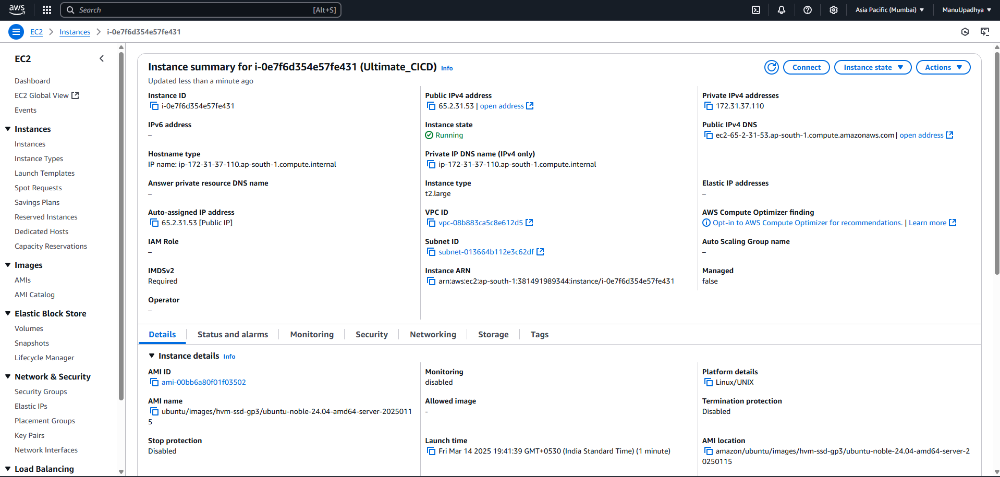 aws
Search [Alt+S]
Asia Pacific (Mumbai)
ManuUpadhya
EC2 Instances i-0e7f6d354e57fe431
EC2
Dashboard
EC2 Global View
Events
Instances
Instances
Instance Types
Launch Templates
Spot Requests
Savings Plans
Reserved Instances
Dedicated Hosts
Capacity Reservations
Images
AMIs
AMI Catalog
Elastic Block Store
Volumes
Snapshots
Lifecycle Manager
Network & Security
Security Groups
Elastic IPs
Placement Groups
Key Pairs
Network Interfaces
Load Balancing
Instance summary for i-0e7f6d354e57fe431 (Ultimate_CICD) Info
Updated less than a minute ago
Connect
Instance state
Actions
Instance ID
i-0e7f6d354e57fe431
Public IPv4 address
65.2.31.53 | open address
Private IPv4 addresses
172.31.37.110
IPv6 address
–
Instance state
Running
Public IPv4 DNS
ec2-65-2-31-53.ap-south-1.compute.amazonaws.com | open address
Hostname type
IP name: ip-172-31-37-110.ap-south-1.compute.internal
Private IP DNS name (IPv4 only)
ip-172-31-37-110.ap-south-1.compute.internal
Answer private resource DNS name
–
Instance type
t2.large
Elastic IP addresses
–
Auto-assigned IP address
65.2.31.53 [Public IP]
VPC ID
vpc-08b883ca5c8e612d5
AWS Compute Optimizer finding
Opt-in to AWS Compute Optimizer for recommendations. | Learn more
IAM Role
–
Subnet ID
subnet-013664b112e3c62df
Auto Scaling Group name
–
IMDSv2
Required
Instance ARN
arn:aws:ec2:ap-south-1:381491989344:instance/i-0e7f6d354e57fe431
Managed
false
Operator
–
Details
Status and alarms
Monitoring
Security
Networking
Storage
Tags
Instance details Info
AMI ID
ami-00bb6a80f01f03502
Monitoring
disabled
Platform details
Linux/UNIX
AMI name
ubuntu/images/hvm-ssd-gp3/ubuntu-noble-24.04-amd64-server-2025011
5
Allowed image
-
Termination protection
Disabled
Stop protection
Disabled
Launch time
Fri Mar 14 2025 19:41:39 GMT+0530 (India Standard Time) (1 minute)
AMI location
amazon/ubuntu/images/hvm-ssd-gp3/ubuntu-noble-24.04-amd64-server-2
0250115